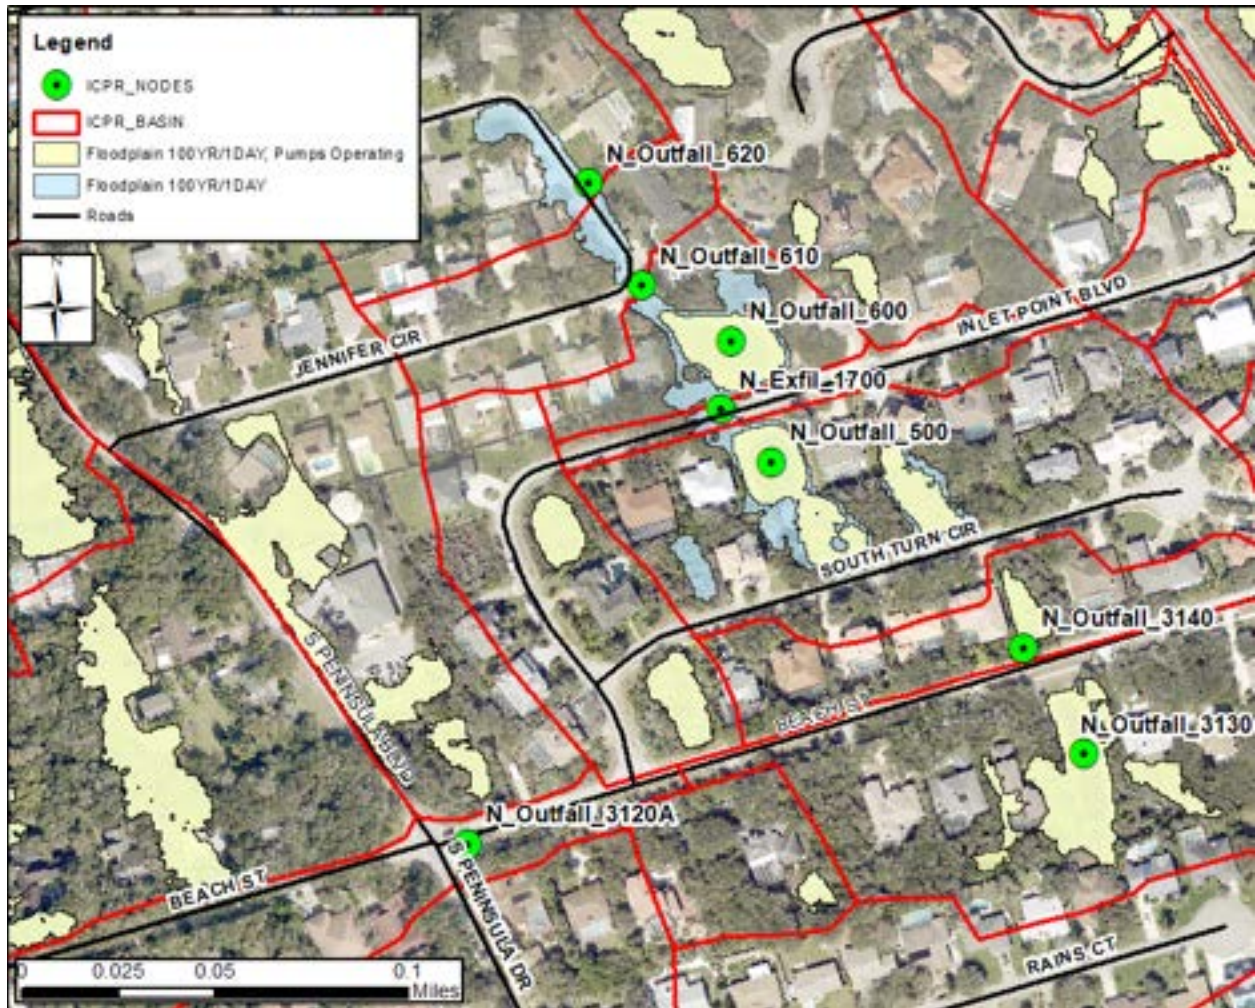 Legend
ICPR_NODES
ICPR_BASIN
Floodplain 100YR/1DAY, Pumps Operating
Floodplain 100YR/1DAY
Roads
N
N_Outfall_620
N_Outfall_610
N_Outfall_600
INLET POINT BLVD
JENNIFER CIR
N_Exfil_1700
N_Outfall_500
SOUTH TURN CIR
N_Outfall_3140
S PENINSULA BLVD
BEACH ST
N_Outfall_3130
N_Outfall_3120A
BEACH ST
S PENINSULA DR
RAINS CT
0 0.025 0.05 0.1
Miles